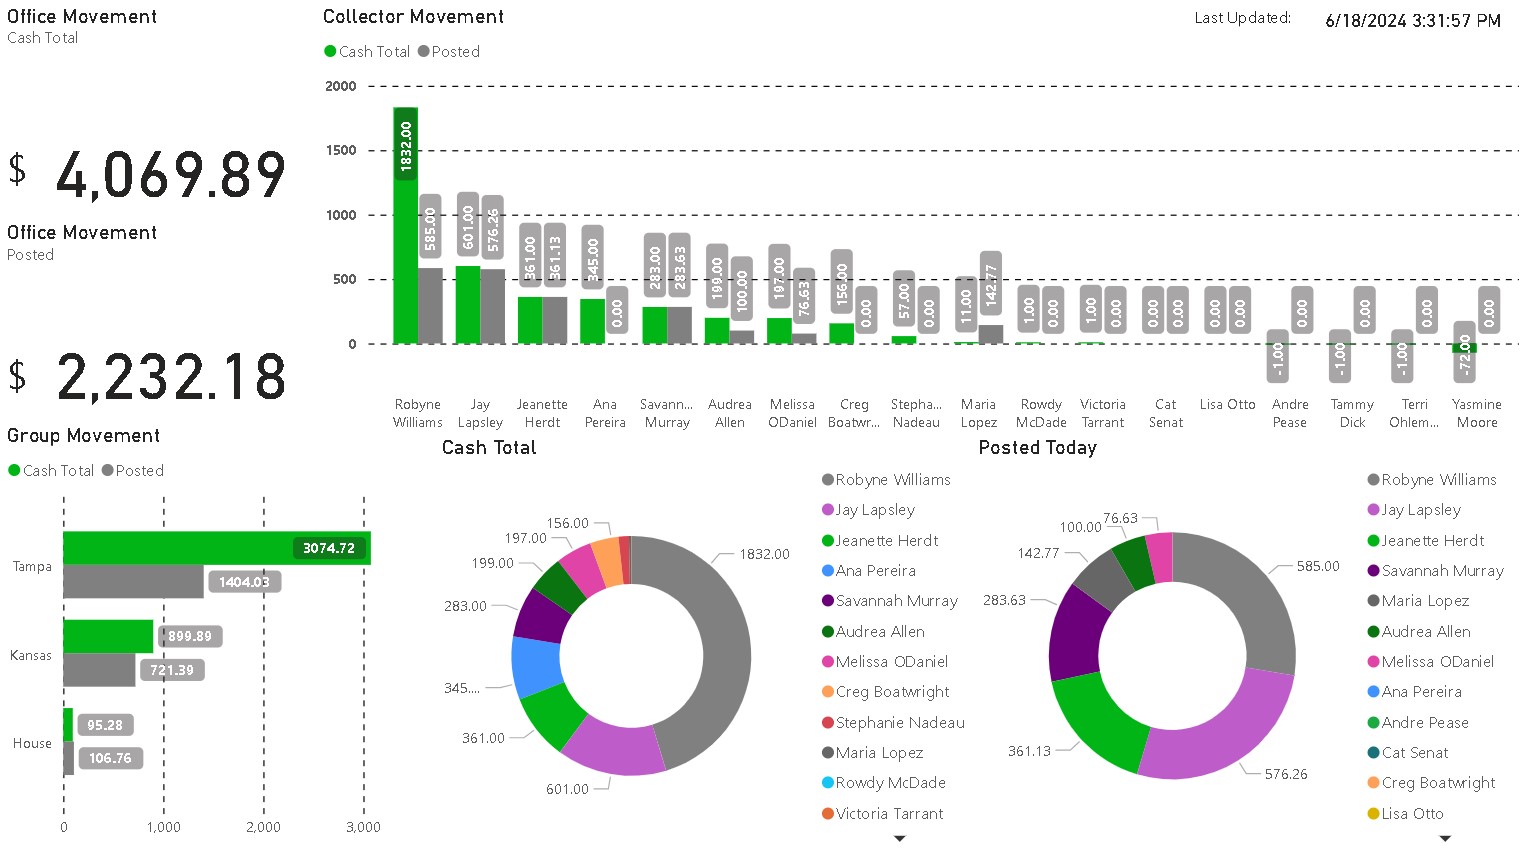 Office Movement
Cash Total
$ 4,069.89
Office Movement
Posted
$ 2,232.18
Collector Movement
Cash Total Posted
Last Updated: 6/18/2024 3:31:57 PM
2000
1500
1000
500
0
1832.00
585.00
601.00
576.26
361.00
361.13
345.00
0.00
283.00
283.63
199.00
100.00
197.00
76.63
156.00
0.00
57.00
0.00
11.00
142.77
1.00
0.00
1.00
0.00
0.00
0.00
0.00
0.00
-1.00
0.00
-1.00
0.00
-1.00
0.00
-72.00
0.00
Robyne Williams
Jay Lapsley
Jeanette Herdt
Ana Pereira
Savann... Murray
Audrea Allen
Melissa ODaniel
Creg Boatwr...
Stepha... Nadeau
Maria Lopez
Rowdy McDade
Victoria Tarrant
Cat Senat
Lisa Otto
Andre Pease
Tammy Dick
Terri Ohlem...
Yasmine Moore
Group Movement
Cash Total Posted
Tampa
3074.72
1404.03
Kansas
899.89
721.39
House
95.28
106.76
0 1,000 2,000 3,000
Cash Total
1832.00
601.00
361.00
345....
283.00
199.00
197.00
156.00
Robyne Williams
Jay Lapsley
Jeanette Herdt
Ana Pereira
Savannah Murray
Audrea Allen
Melissa ODaniel
Creg Boatwright
Stephanie Nadeau
Maria Lopez
Rowdy McDade
Victoria Tarrant
Posted Today
585.00
576.26
361.13
283.63
142.77
100.00
76.63
Robyne Williams
Jay Lapsley
Jeanette Herdt
Savannah Murray
Maria Lopez
Audrea Allen
Melissa ODaniel
Ana Pereira
Andre Pease
Cat Senat
Creg Boatwright
Lisa Otto